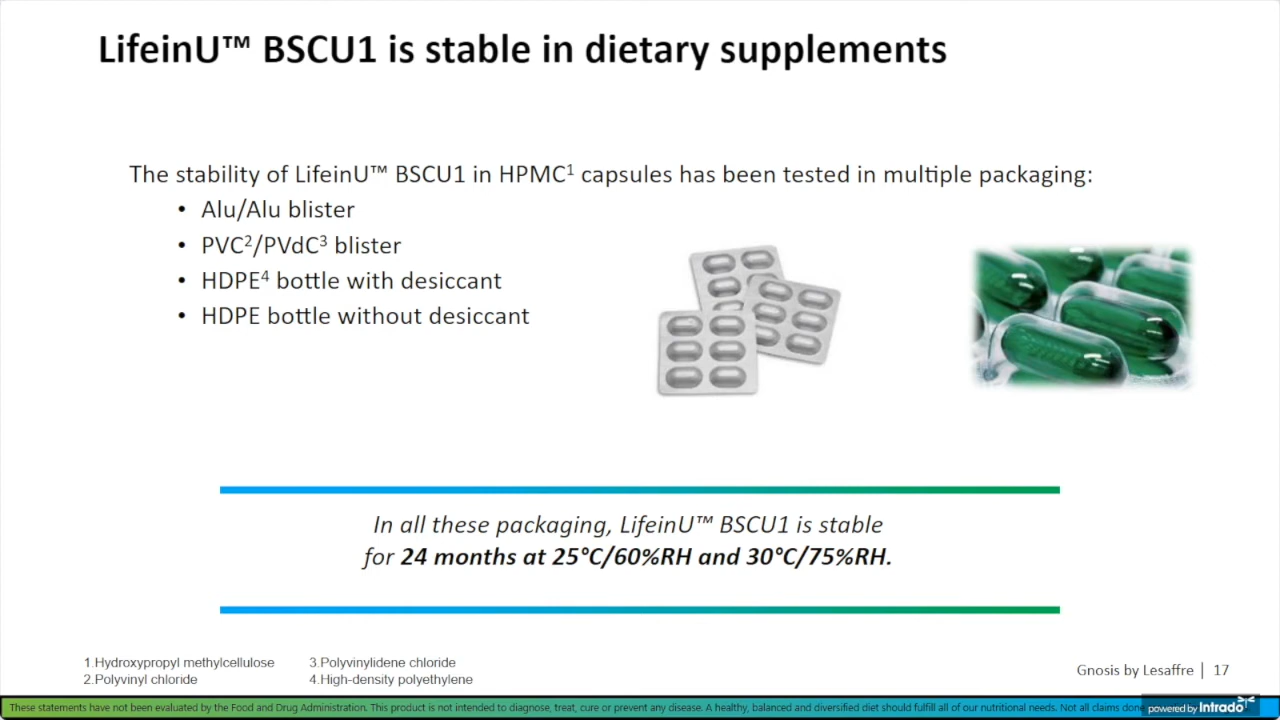 LifeinU™ BSCU1 is stable in dietary supplements
The stability of LifeinU™ BSCU1 in HPMC¹ capsules has been tested in multiple packaging:
• Alu/Alu blister
• PVC²/PVdC³ blister
• HDPE⁴ bottle with desiccant
• HDPE bottle without desiccant
In all these packaging, LifeinU™ BSCU1 is stable
for 24 months at 25°C/60%RH and 30°C/75%RH.
1.Hydroxypropyl methylcellulose
2.Polyvinyl chloride
3.Polyvinylidene chloride
4.High-density polyethylene
Gnosis by Lesaffre | 17
These statements have not been evaluated by the Food and Drug Administration. This product is not intended to diagnose, treat, cure or prevent any disease. A healthy, balanced and diversified diet should fulfill all of our nutritional needs. Not all claims done
powered by Intrado